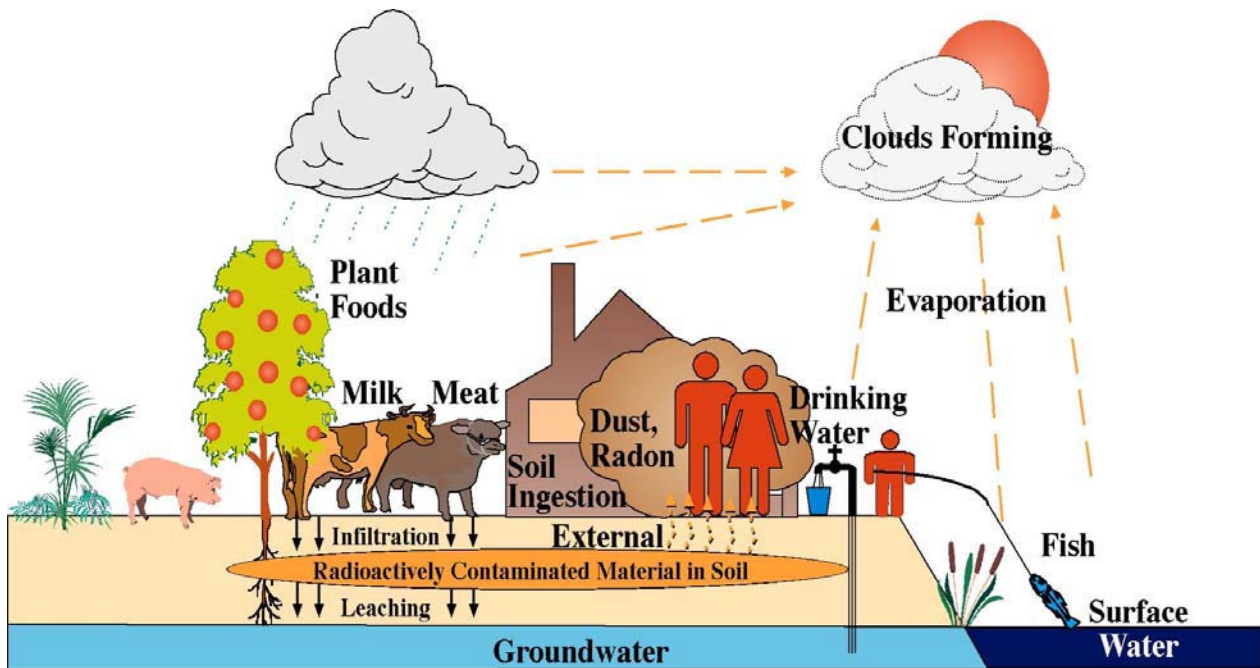 Clouds Forming
Plant
Foods
Evaporation
Milk
Meat
Dust,
Radon
Drinking
Water
Soil
Ingestion
Infiltration
External
Fish
Radioactively Contaminated Material in Soil
Leaching
Surface
Water
Groundwater